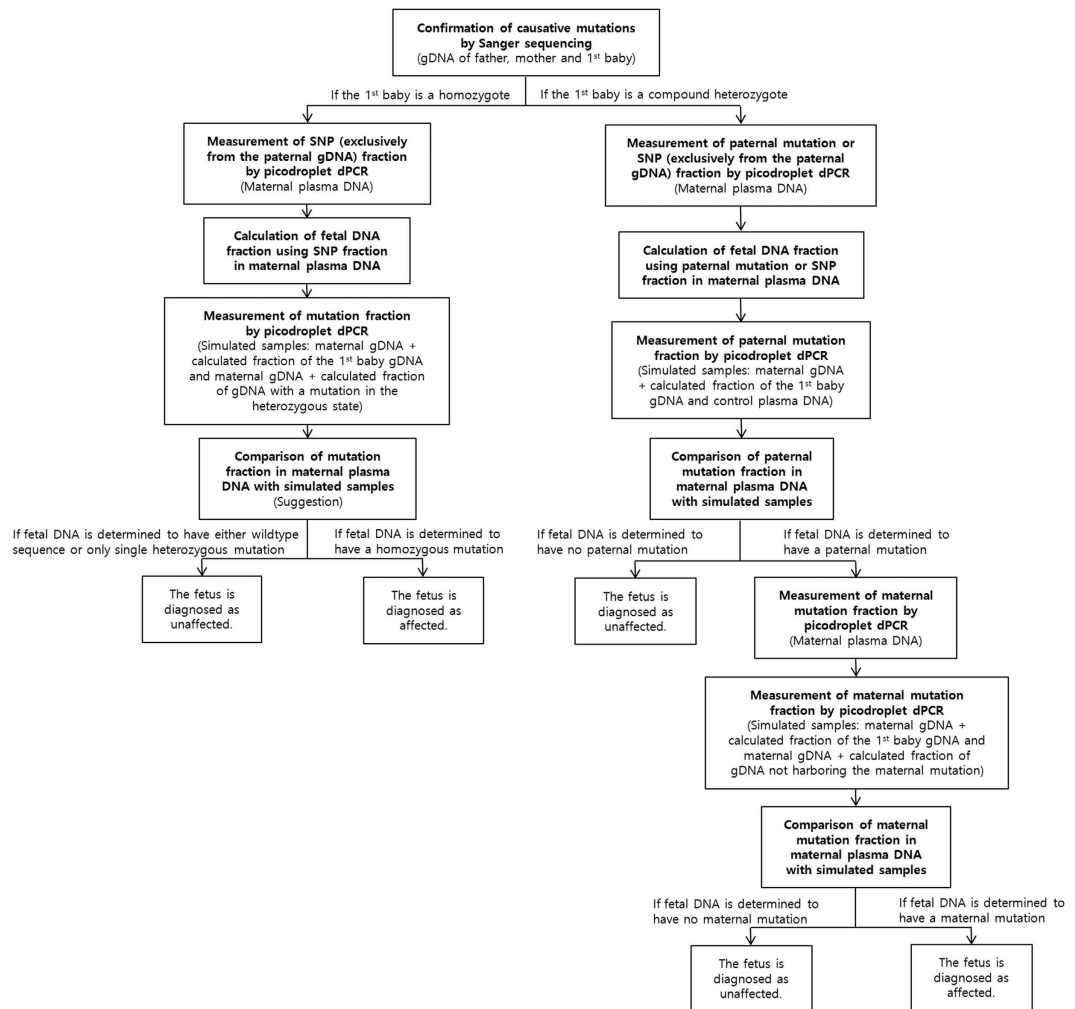 Confirmation of causative mutations
by Sanger sequencing
(gDNA of father, mother and 1st baby)
If the 1st baby is a homozygote
If the 1st baby is a compound heterozygote
Measurement of SNP (exclusively
from the paternal gDNA) fraction
by picodroplet dPCR
(Maternal plasma DNA)
Calculation of fetal DNA
fraction using SNP fraction
in maternal plasma DNA
Measurement of mutation fraction
by picodroplet dPCR
(Simulated samples: maternal gDNA +
calculated fraction of the 1st baby gDNA
and maternal gDNA + calculated fraction
of gDNA with a mutation in the
heterozygous state)
Comparison of mutation
fraction in maternal plasma
DNA with simulated samples
(Suggestion)
If fetal DNA is determined to have either wildtype
sequence or only single heterozygous mutation
If fetal DNA is determined to
have a homozygous mutation
The fetus is
diagnosed as
unaffected.
The fetus is
diagnosed as
affected.
Measurement of paternal mutation or
SNP (exclusively from the paternal
gDNA) fraction by picodroplet dPCR
(Maternal plasma DNA)
Calculation of fetal DNA fraction
using paternal mutation or SNP
fraction in maternal plasma DNA
Measurement of paternal mutation
fraction by picodroplet dPCR
(Simulated samples: maternal gDNA
+ calculated fraction of the 1st baby
gDNA and control plasma DNA)
Comparison of paternal
mutation fraction in
maternal plasma DNA
with simulated samples
If fetal DNA is determined to
have no paternal mutation
If fetal DNA is determined to
have a paternal mutation
The fetus is
diagnosed as
unaffected.
Measurement of maternal
mutation fraction by
picodroplet dPCR
(Maternal plasma DNA)
Measurement of maternal mutation
fraction by picodroplet dPCR
(Simulated samples: maternal gDNA +
calculated fraction of the 1st baby gDNA and
maternal gDNA + calculated fraction of
gDNA not harboring the maternal mutation)
Comparison of maternal
mutation fraction in
maternal plasma DNA
with simulated samples
If fetal DNA is determined to
have no maternal mutation
If fetal DNA is determined to
have a maternal mutation
The fetus is
diagnosed as
unaffected.
The fetus is
diagnosed as
affected.